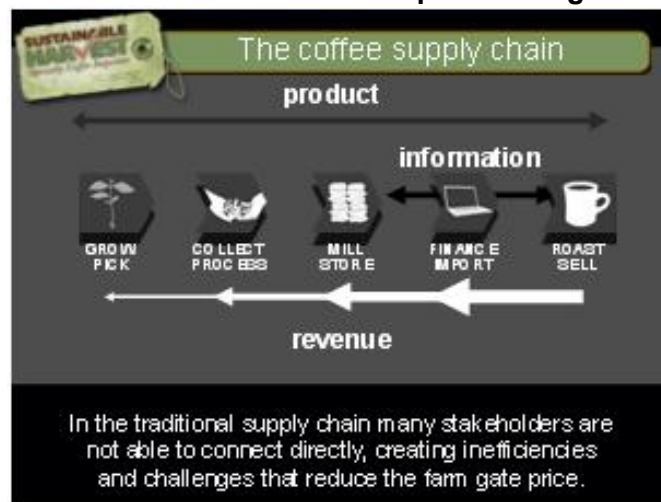 SUSTAINABLE
HARVEST
The coffee supply chain
product
information
GROW
PICK
COLLECT
PROCESS
MILL
STORE
FINANCE
IMPORT
ROAST
SELL
revenue
In the traditional supply chain many stakeholders are
not able to connect directly, creating inefficiencies
and challenges that reduce the farm gate price.